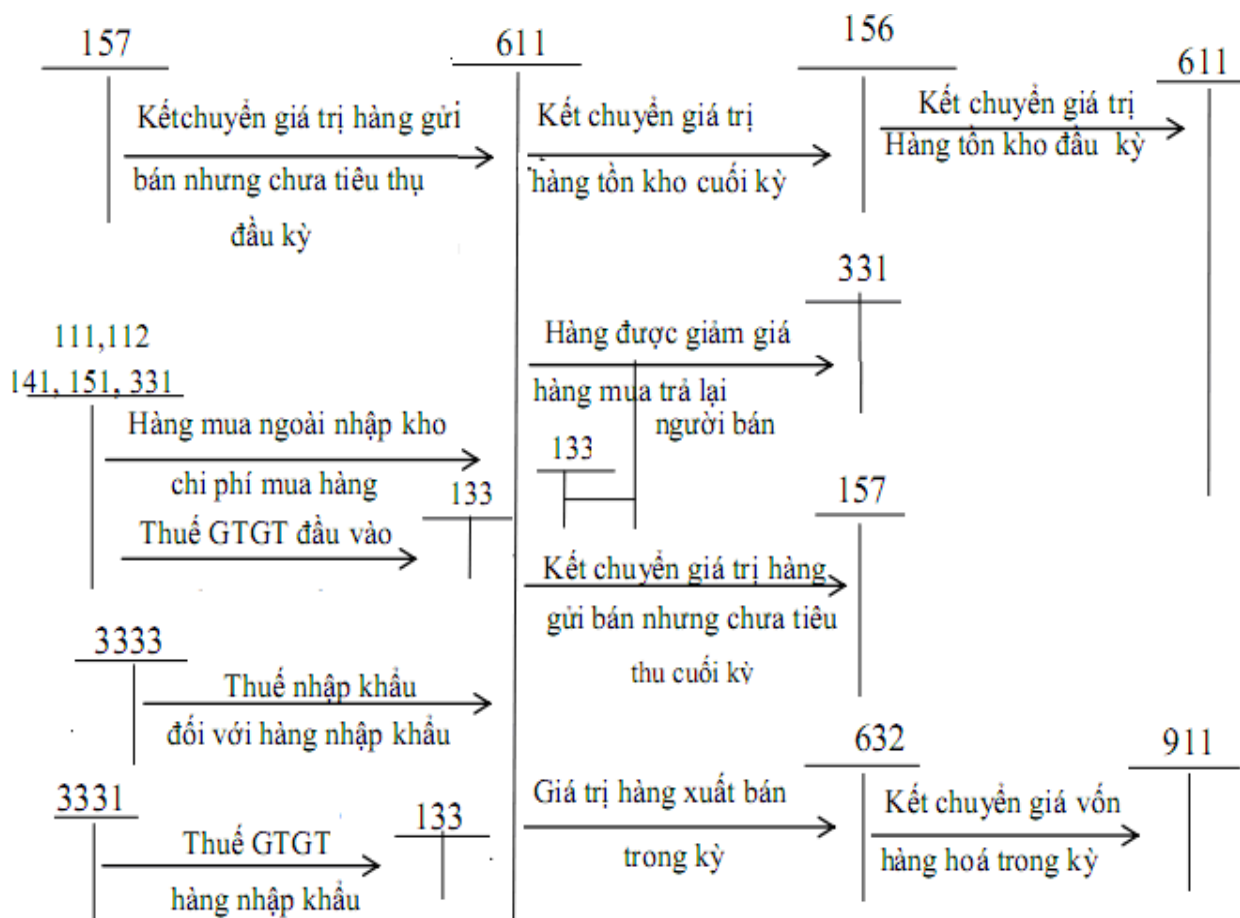 157
611
156
611
Kếtchuyển giá trị hàng gửi
bán nhưng chưa tiêu thụ
đầu kỳ
Kết chuyển giá trị
hàng tồn kho cuối kỳ
Kết chuyển giá trị
Hàng tồn kho đầu kỳ
331
111,112
141, 151, 331
Hàng mua ngoài nhập kho
chi phí mua hàng
133
Thuế GTGT đầu vào
Hàng được giảm giá
hàng mua trả lại
người bán
133
157
Kết chuyển giá trị hàng
gửi bán nhưng chưa tiêu
thu cuối kỳ
3333
Thuế nhập khẩu
đối với hàng nhập khẩu
632
911
3331
Thuế GTGT
hàng nhập khẩu
133
Giá trị hàng xuất bán
trong kỳ
Kết chuyển giá vốn
hàng hoá trong kỳ